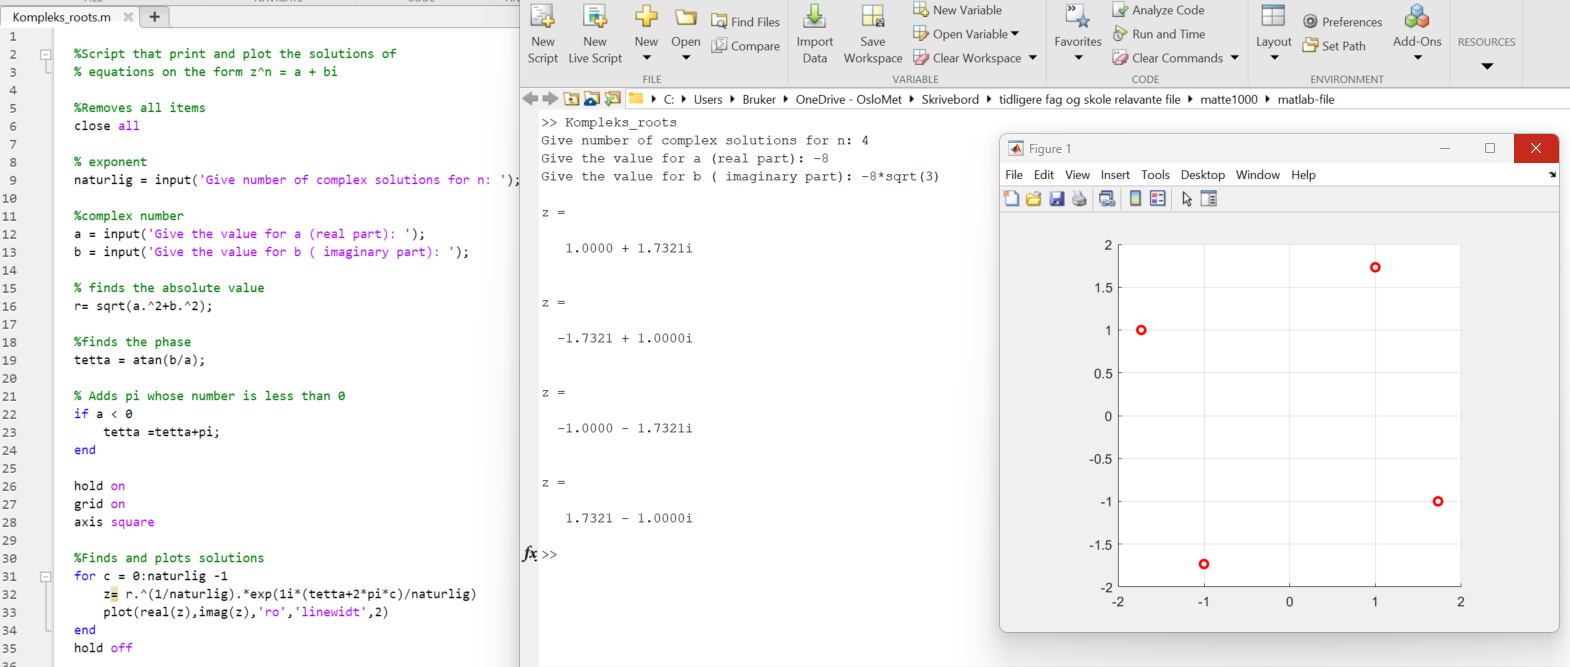 Kompleks_roots.m
1
2 %Script that print and plot the solutions of
3 % equations on the form z^n = a + bi
4
5 %Removes all items
6 close all
7
8 % exponent
9 naturlig = input('Give number of complex solutions for n: ');
10
11 %complex number
12 a = input('Give the value for a (real part): ');
13 b = input('Give the value for b ( imaginary part): ');
14
15 % finds the absolute value
16 r= sqrt(a.^2+b.^2);
17
18 %finds the phase
19 tetta = atan(b/a);
20
21 % Adds pi whose number is less than 0
22 if a < 0
23 tetta =tetta+pi;
24 end
25
26 hold on
27 grid on
28 axis square
29
30 %Finds and plots solutions
31 for c = 0:naturlig -1
32 z= r.^(1/naturlig).*exp(1i*(tetta+2*pi*c)/naturlig)
33 plot(real(z),imag(z),'ro','linewidt',2)
34 end
35 hold off
New Script
New Live Script
New
Open
Find Files
Compare
FILE
Import Data
Save Workspace
New Variable
Open Variable
Clear Workspace
VARIABLE
Favorites
Analyze Code
Run and Time
Clear Commands
CODE
Layout
Preferences
Set Path
Add-Ons
ENVIRONMENT
RESOURCES
C: Users Bruker OneDrive - OsloMet Skrivebord tidligere fag og skole relavante file matte1000 matlab-file
>> Kompleks_roots
Give number of complex solutions for n: 4
Give the value for a (real part): -8
Give the value for b ( imaginary part): -8*sqrt(3)
z =
1.0000 + 1.7321i
z =
-1.7321 + 1.0000i
z =
-1.0000 - 1.7321i
z =
1.7321 - 1.0000i
fx >>
Figure 1
File Edit View Insert Tools Desktop Window Help
2
1.5
1
0.5
0
-0.5
-1
-1.5
-2
-2 -1 0 1 2